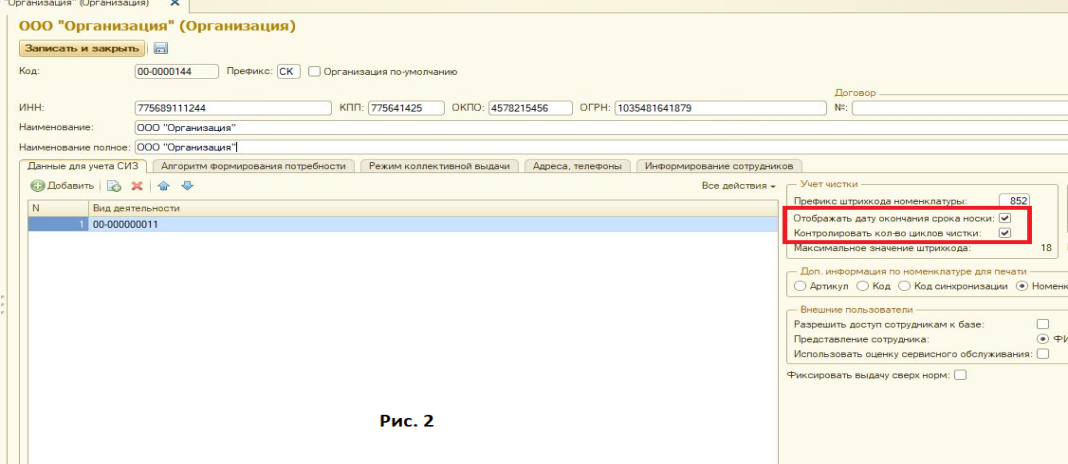 "Организация" (Организация) X
ООО "Организация" (Организация)
Записать и закрыть
Код: 00-0000144 Префикс: СК Организация по-умолчанию
Договор
ИНН: 775689111244 КПП: 775641425 ОКПО: 4578215456 ОГРН: 1035481641879 №:
Наименование: ООО "Организация"
Наименование полное: ООО "Организация"
Данные для учета СИЗ Алгоритм формирования потребности Режим коллективной выдачи Адреса, телефоны Информирование сотрудников
Добавить Все действия
N Вид деятельности
1 00-000000011
Учет чистки
Префикс штрихкода номенклатуры: 852
Отображать дату окончания срока носки:
Контролировать кол-во циклов чистки:
Максимальное значение штрихкода: 18
Доп. информация по номенклатуре для печати
Артикул Код Код синхронизации Номенк
Внешние пользователи
Разрешить доступ сотрудникам к базе:
Представление сотрудника: ФИ
Использовать оценку сервисного обслуживания:
Фиксировать выдачу сверх норм:
Рис. 2